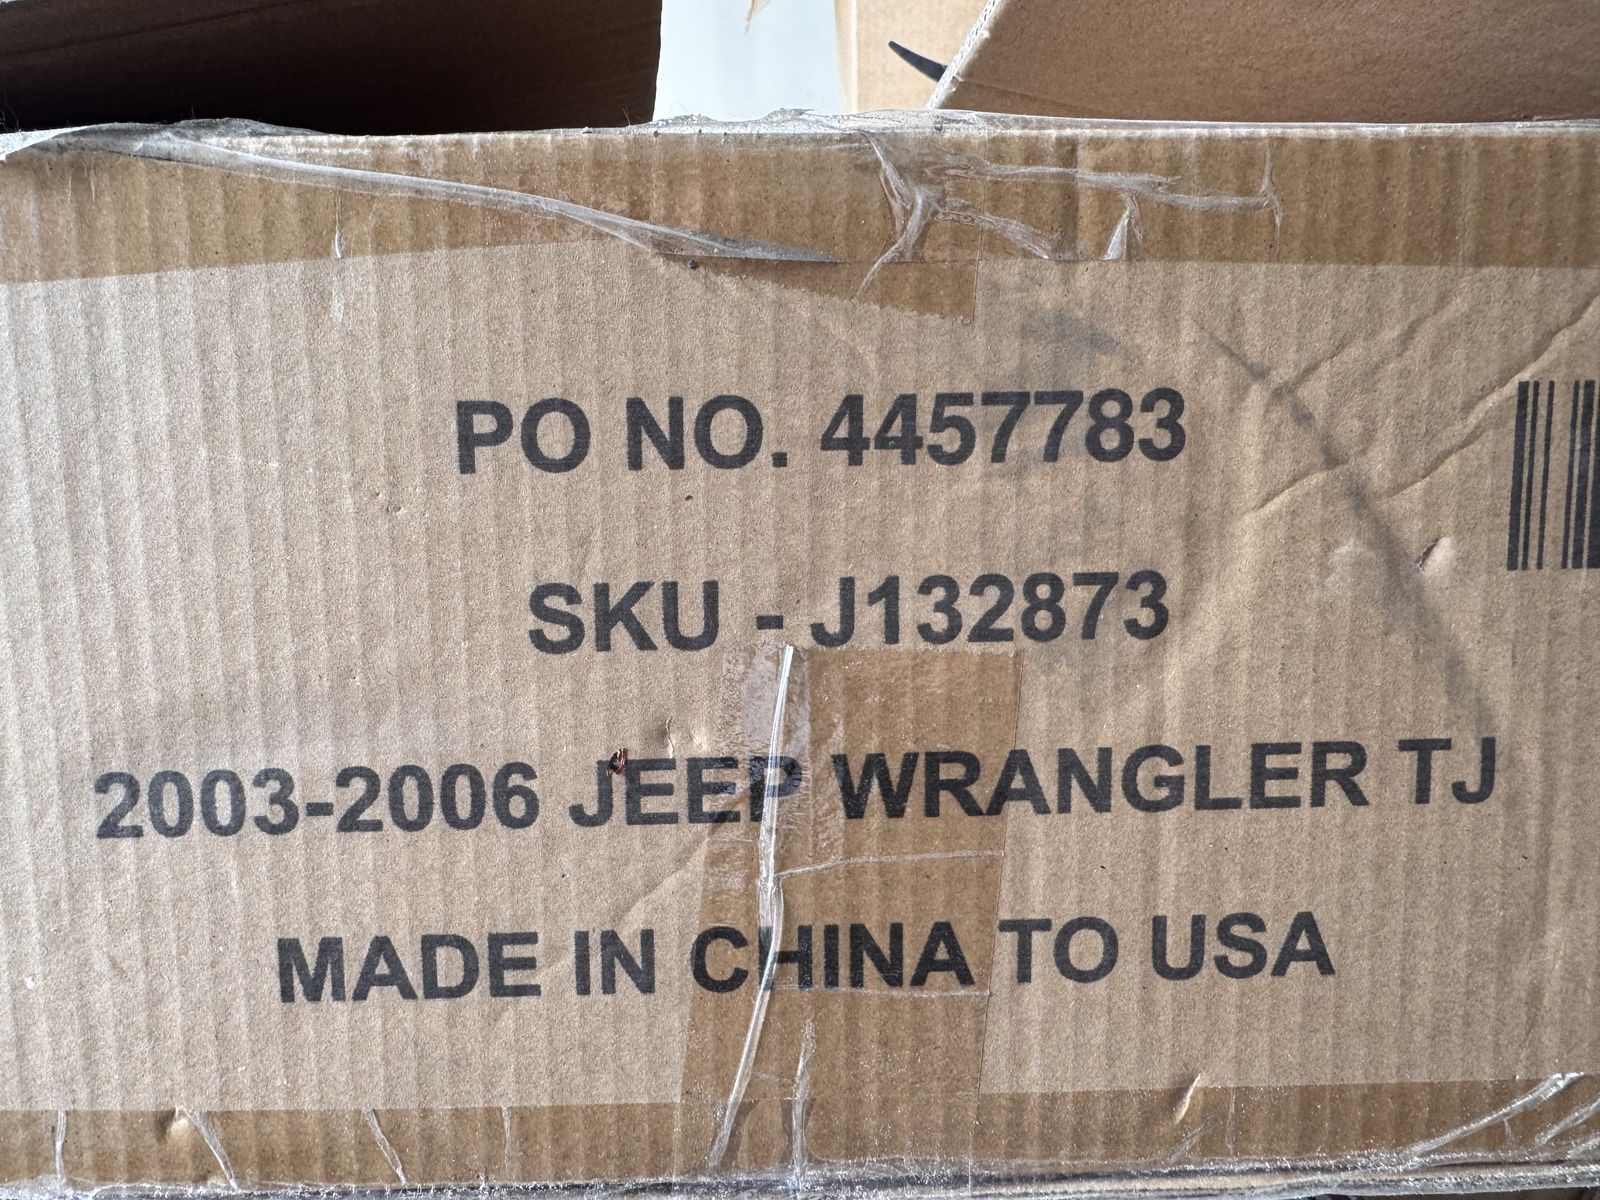 PO NO. 4457783
SKU - J132873
2003-2006 JEEP WRANGLER TJ
MADE IN CHINA TO USA